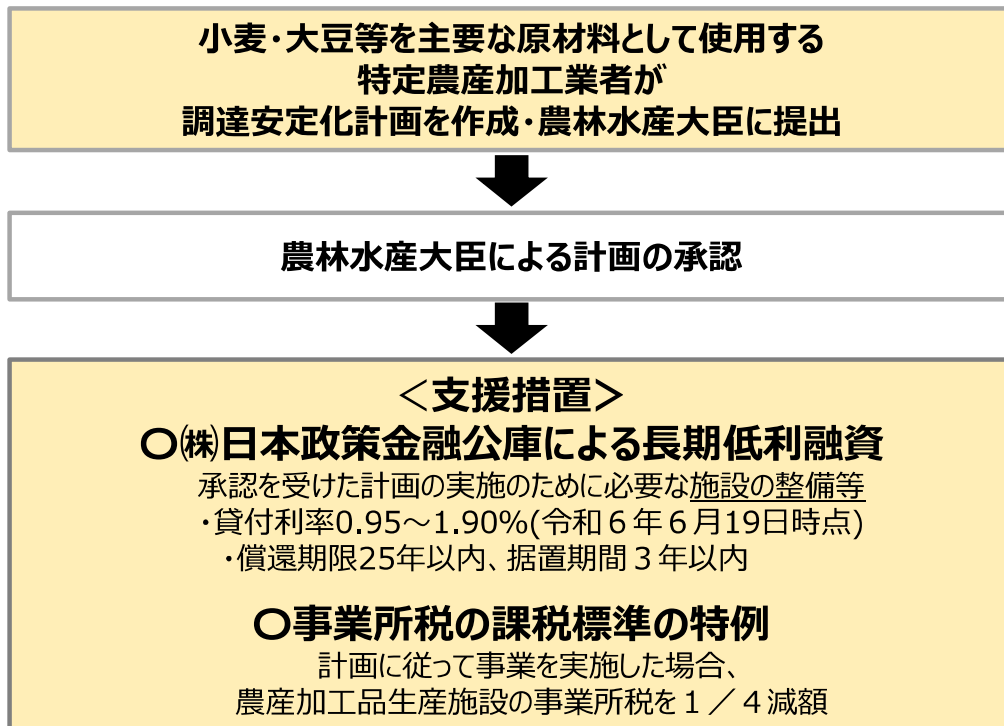 小麦・大豆等を主要な原材料として使用する
特定農産加工業者が
調達安定化計画を作成・農林水産大臣に提出
農林水産大臣による計画の承認
＜支援措置＞
〇㈱日本政策金融公庫による長期低利融資
承認を受けた計画の実施のために必要な施設の整備等
・貸付利率0.95～1.90%(令和６年６月19日時点)
・償還期限25年以内、据置期間３年以内
〇事業所税の課税標準の特例
計画に従って事業を実施した場合、
農産加工品生産施設の事業所税を１／４減額